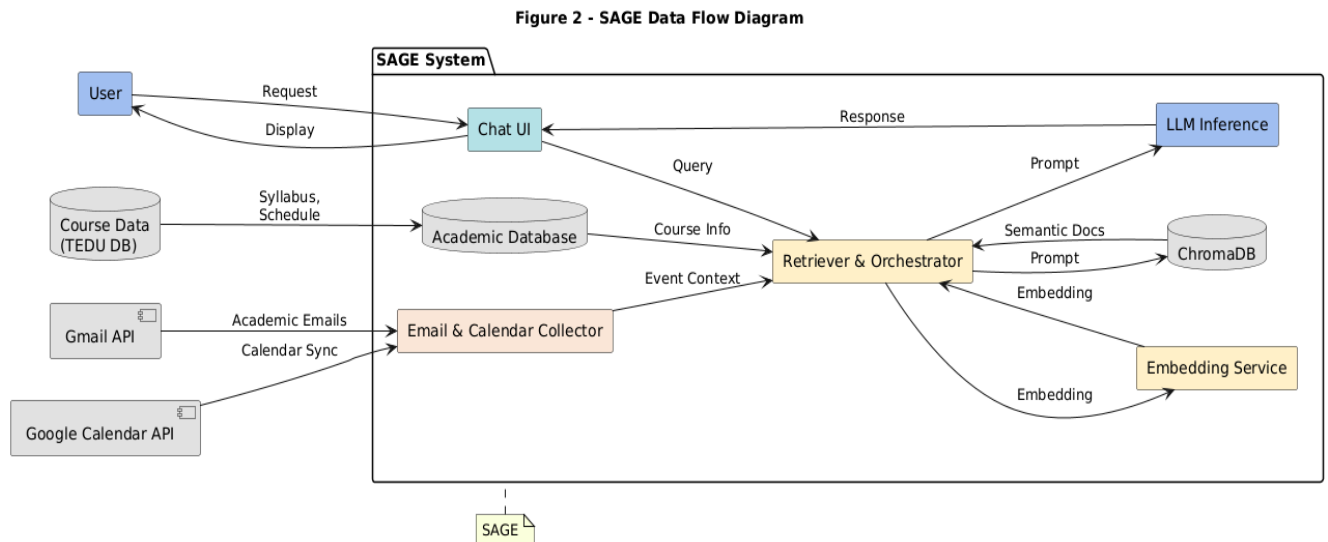 Figure 2 - SAGE Data Flow Diagram
SAGE System
User
Request
Display
Chat UI
Response
LLM Inference
Query
Prompt
Course Data
(TEDU DB)
Syllabus,
Schedule
Academic Database
Course Info
Retriever & Orchestrator
Semantic Docs
Prompt
ChromaDB
Event Context
Embedding
Gmail API
Academic Emails
Calendar Sync
Email & Calendar Collector
Embedding Service
Embedding
Google Calendar API
SAGE